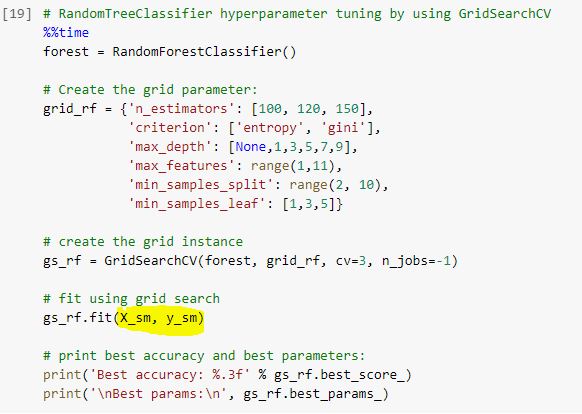 [19] # RandomTreeClassifier hyperparameter tuning by using GridSearchCV
%%time
forest = RandomForestClassifier()
# Create the grid parameter:
grid_rf = {'n_estimators': [100, 120, 150],
'criterion': ['entropy', 'gini'],
'max_depth': [None,1,3,5,7,9],
'max_features': range(1,11),
'min_samples_split': range(2, 10),
'min_samples_leaf': [1,3,5]}
# create the grid instance
gs_rf = GridSearchCV(forest, grid_rf, cv=3, n_jobs=-1)
# fit using grid search
gs_rf.fit(X_sm, y_sm)
# print best accuracy and best parameters:
print('Best accuracy: %.3f' % gs_rf.best_score_)
print('\nBest params:\n', gs_rf.best_params_)